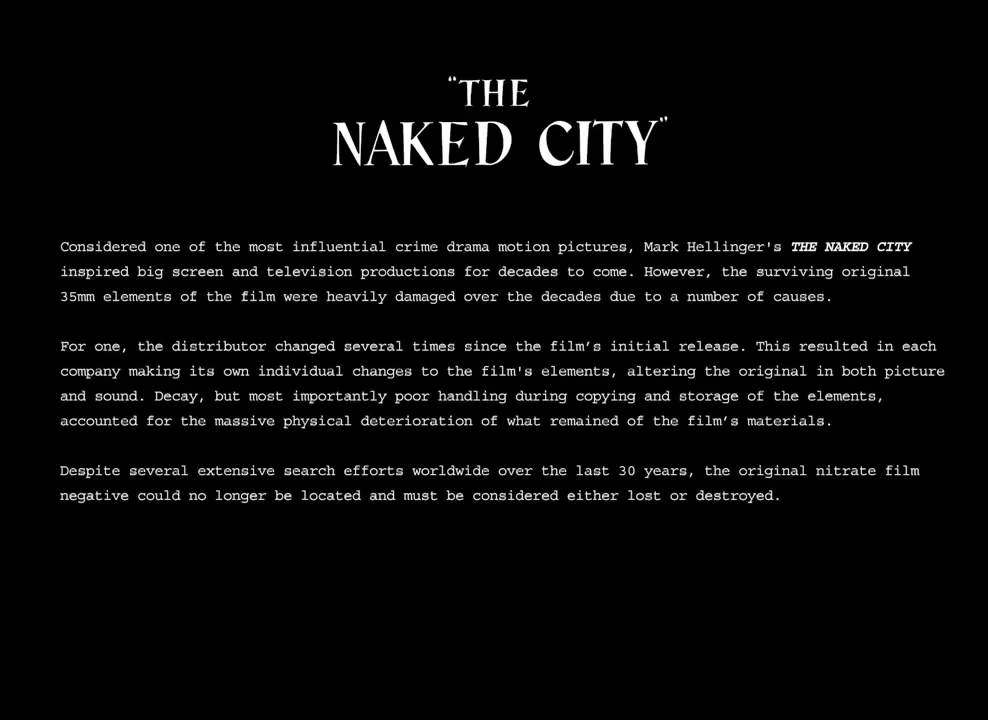 "THE
NAKED CITY"
Considered one of the most influential crime drama motion pictures, Mark Hellinger's THE NAKED CITY
inspired big screen and television productions for decades to come. However, the surviving original
35mm elements of the film were heavily damaged over the decades due to a number of causes.
For one, the distributor changed several times since the film’s initial release. This resulted in each
company making its own individual changes to the film's elements, altering the original in both picture
and sound. Decay, but most importantly poor handling during copying and storage of the elements,
accounted for the massive physical deterioration of what remained of the film’s materials.
Despite several extensive search efforts worldwide over the last 30 years, the original nitrate film
negative could no longer be located and must be considered either lost or destroyed.